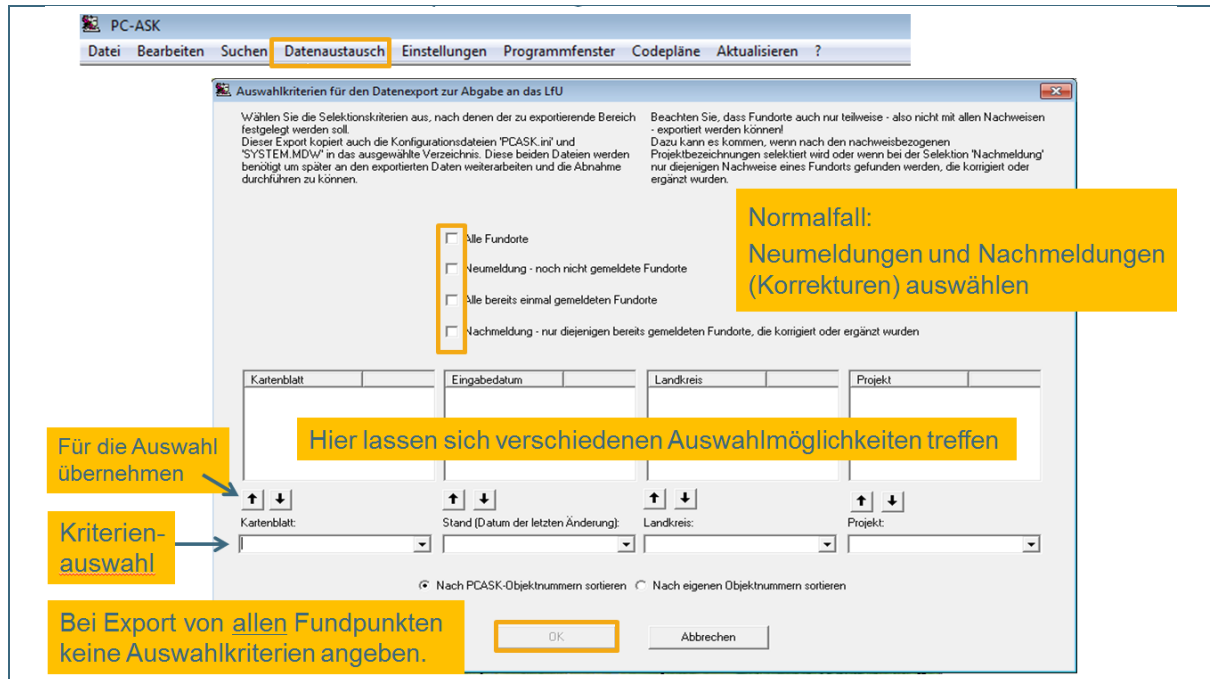 PC-ASK
Datei Bearbeiten Suchen Datenaustausch Einstellungen Programmfenster Codepläne Aktualisieren ?
Auswahlkriterien für den Datenexport zur Abgabe an das LfU
Wählen Sie die Selektionskriterien aus, nach denen der zu exportierende Bereich
festgelegt werden soll.
Dieser Export kopiert auch die Konfigurationsdateien 'PCASK.ini' und
'SYSTEM.MDW' in das ausgewählte Verzeichnis. Diese beiden Dateien werden
benötigt um später an den exportierten Daten weiterarbeiten und die Abnahme
durchführen zu können.
Beachten Sie, dass Fundorte auch nur teilweise - also nicht mit allen Nachweisen
- exportiert werden können!
Dazu kann es kommen, wenn nach den nachweisbezogenen
Projektbezeichnungen selektiert wird oder wenn bei der Selektion 'Nachmeldung'
nur diejenigen Nachweise eines Fundorts gefunden werden, die korrigiert oder
ergänzt wurden.
Normalfall:
Neumeldungen und Nachmeldungen
(Korrekturen) auswählen
Alle Fundorte
Neumeldung - noch nicht gemeldete Fundorte
Alle bereits einmal gemeldeten Fundorte
Nachmeldung - nur diejenigen bereits gemeldeten Fundorte, die korrigiert oder ergänzt wurden
Kartenblatt Eingabedatum Landkreis Projekt
Hier lassen sich verschiedenen Auswahlmöglichkeiten treffen
Für die Auswahl
übernehmen
Kartenblatt: Stand (Datum der letzten Änderung): Landkreis: Projekt:
Kriterien-
auswahl
Nach PCASK-Objektnummern sortieren Nach eigenen Objektnummern sortieren
Bei Export von allen Fundpunkten
keine Auswahlkriterien angeben.
OK Abbrechen